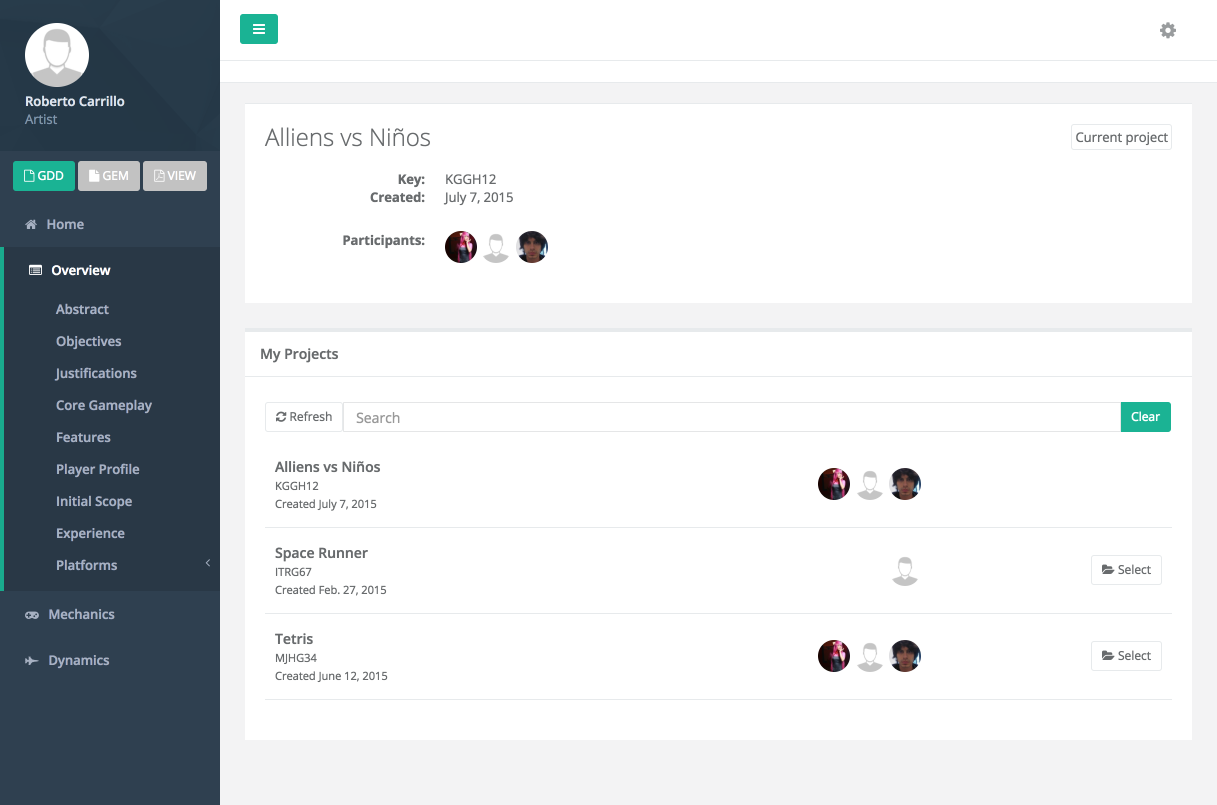 Roberto Carrillo
Artist
GDD GEM VIEW
Home
Overview
Abstract
Objectives
Justifications
Core Gameplay
Features
Player Profile
Initial Scope
Experience
Platforms
Mechanics
Dynamics
Alliens vs Niños
Current project
Key: KGGH12
Created: July 7, 2015
Participants:
My Projects
Refresh Search Clear
Alliens vs Niños
KGGH12
Created July 7, 2015
Space Runner
ITRG67
Created Feb. 27, 2015
Select
Tetris
MJHG34
Created June 12, 2015
Select